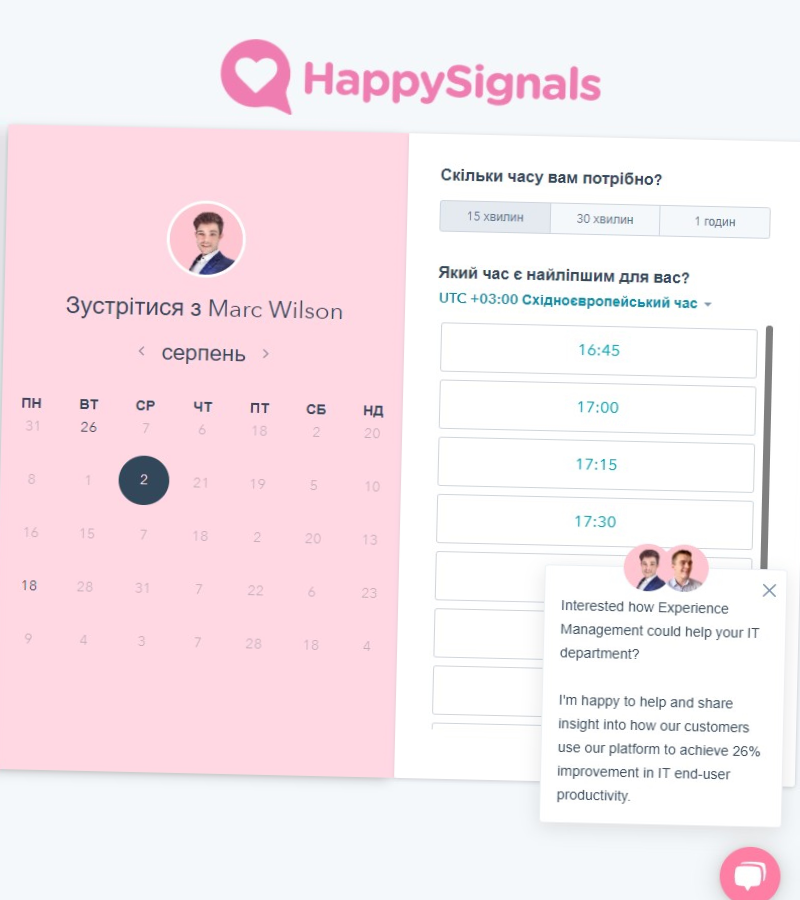 HappySignals
Зустрітися з Marc Wilson
серпень
ПН ВТ СР ЧТ ПТ СБ НД
31 26 7 6 18 2 20
8 1 2 21 19 5 10
16 15 7 18 2 20 13
18 28 31 7 22 6 23
9 4 3 7 28 18 4
Скільки часу вам потрібно?
15 хвилин 30 хвилин 1 годин
Який час є найліпшим для вас?
UTC +03:00 Східноєвропейський час
16:45
17:00
17:15
17:30
Interested how Experience
Management could help your IT
department?
I'm happy to help and share
insight into how our customers
use our platform to achieve 26%
improvement in IT end-user
productivity.